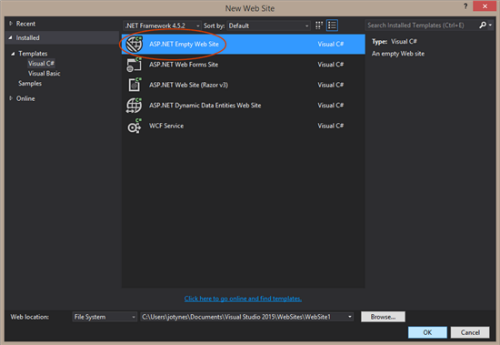 New Web Site
Recent
.NET Framework 4.5.2 Sort by: Default
Search Installed Templates (Ctrl+E)
Installed
Templates
Visual C#
Visual Basic
Samples
Online
ASP.NET Empty Web Site Visual C#
ASP.NET Web Forms Site Visual C#
ASP.NET Web Site (Razor v3) Visual C#
ASP.NET Dynamic Data Entities Web Site Visual C#
WCF Service Visual C#
Type: Visual C#
An empty web site
Click here to go online and find templates.
Web location: File System C:\Users\jotynes\Documents\Visual Studio 2015\WebSites\WebSite1 Browse...
OK Cancel